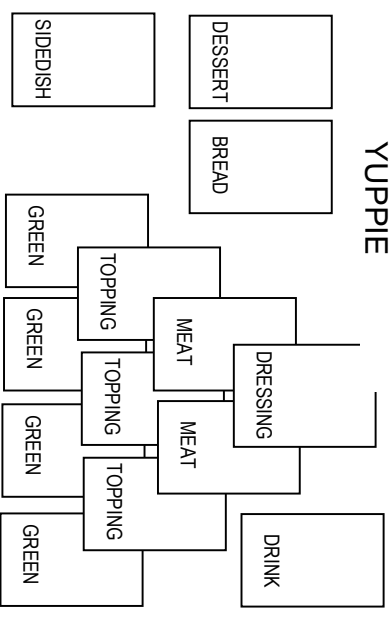 YUPPIE
DRESSING
DRINK
DESSERT
BREAD
MEAT
MEAT
TOPPING
TOPPING
TOPPING
SIDEDISH
GREEN
GREEN
GREEN
GREEN